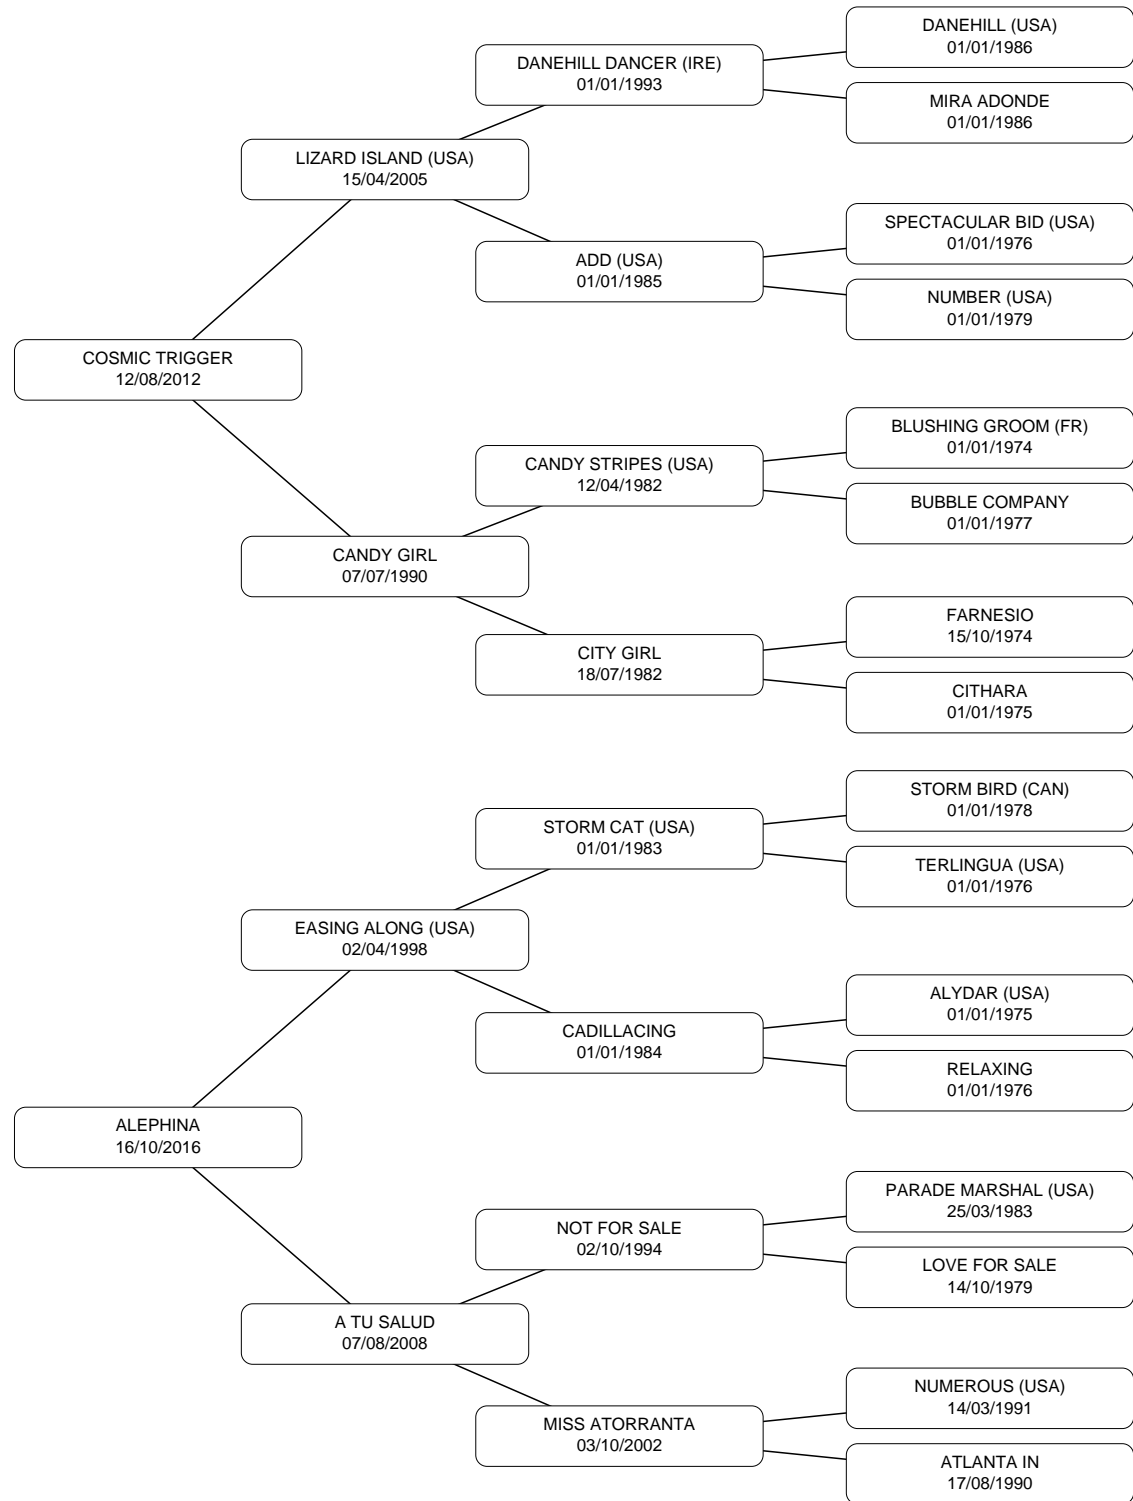 DANEHILL (USA)
01/01/1986
DANEHILL DANCER (IRE)
01/01/1993
MIRA ADONDE
01/01/1986
LIZARD ISLAND (USA)
15/04/2005
SPECTACULAR BID (USA)
01/01/1976
ADD (USA)
01/01/1985
NUMBER (USA)
01/01/1979
COSMIC TRIGGER
12/08/2012
BLUSHING GROOM (FR)
01/01/1974
CANDY STRIPES (USA)
12/04/1982
BUBBLE COMPANY
01/01/1977
CANDY GIRL
07/07/1990
FARNESIO
15/10/1974
CITY GIRL
18/07/1982
CITHARA
01/01/1975
STORM BIRD (CAN)
01/01/1978
STORM CAT (USA)
01/01/1983
TERLINGUA (USA)
01/01/1976
EASING ALONG (USA)
02/04/1998
ALYDAR (USA)
01/01/1975
CADILLACING
01/01/1984
RELAXING
01/01/1976
ALEPHINA
16/10/2016
PARADE MARSHAL (USA)
25/03/1983
NOT FOR SALE
02/10/1994
LOVE FOR SALE
14/10/1979
A TU SALUD
07/08/2008
NUMEROUS (USA)
14/03/1991
MISS ATORRANTA
03/10/2002
ATLANTA IN
17/08/1990